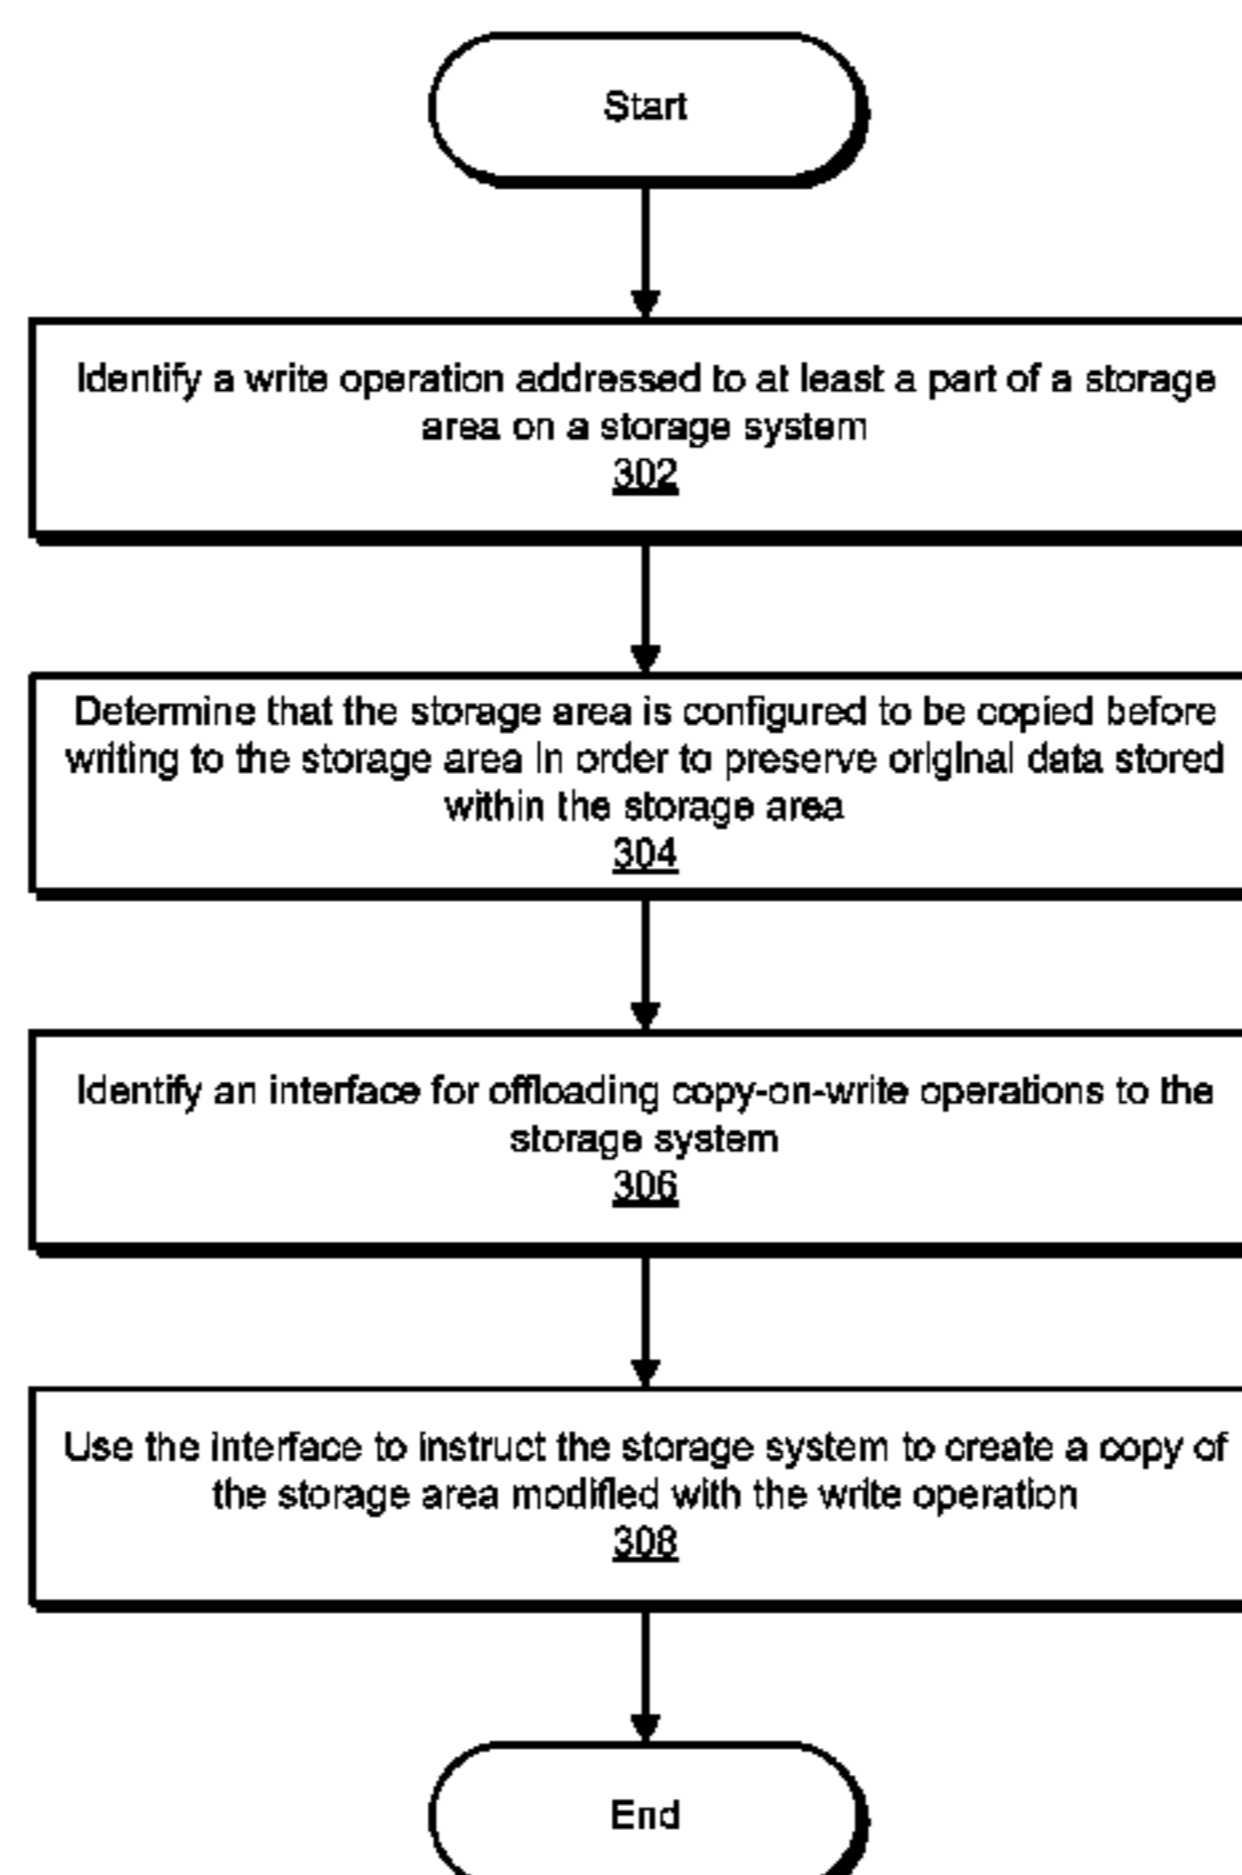 Start
Identify a write operation addressed to at least a part of a storage
area on a storage system
302
Determine that the storage area is configured to be copied before
writing to the storage area in order to preserve original data stored
within the storage area
304
Identify an interface for offloading copy-on-write operations to the
storage system
306
Use the interface to instruct the storage system to create a copy of
the storage area modified with the write operation
308
End